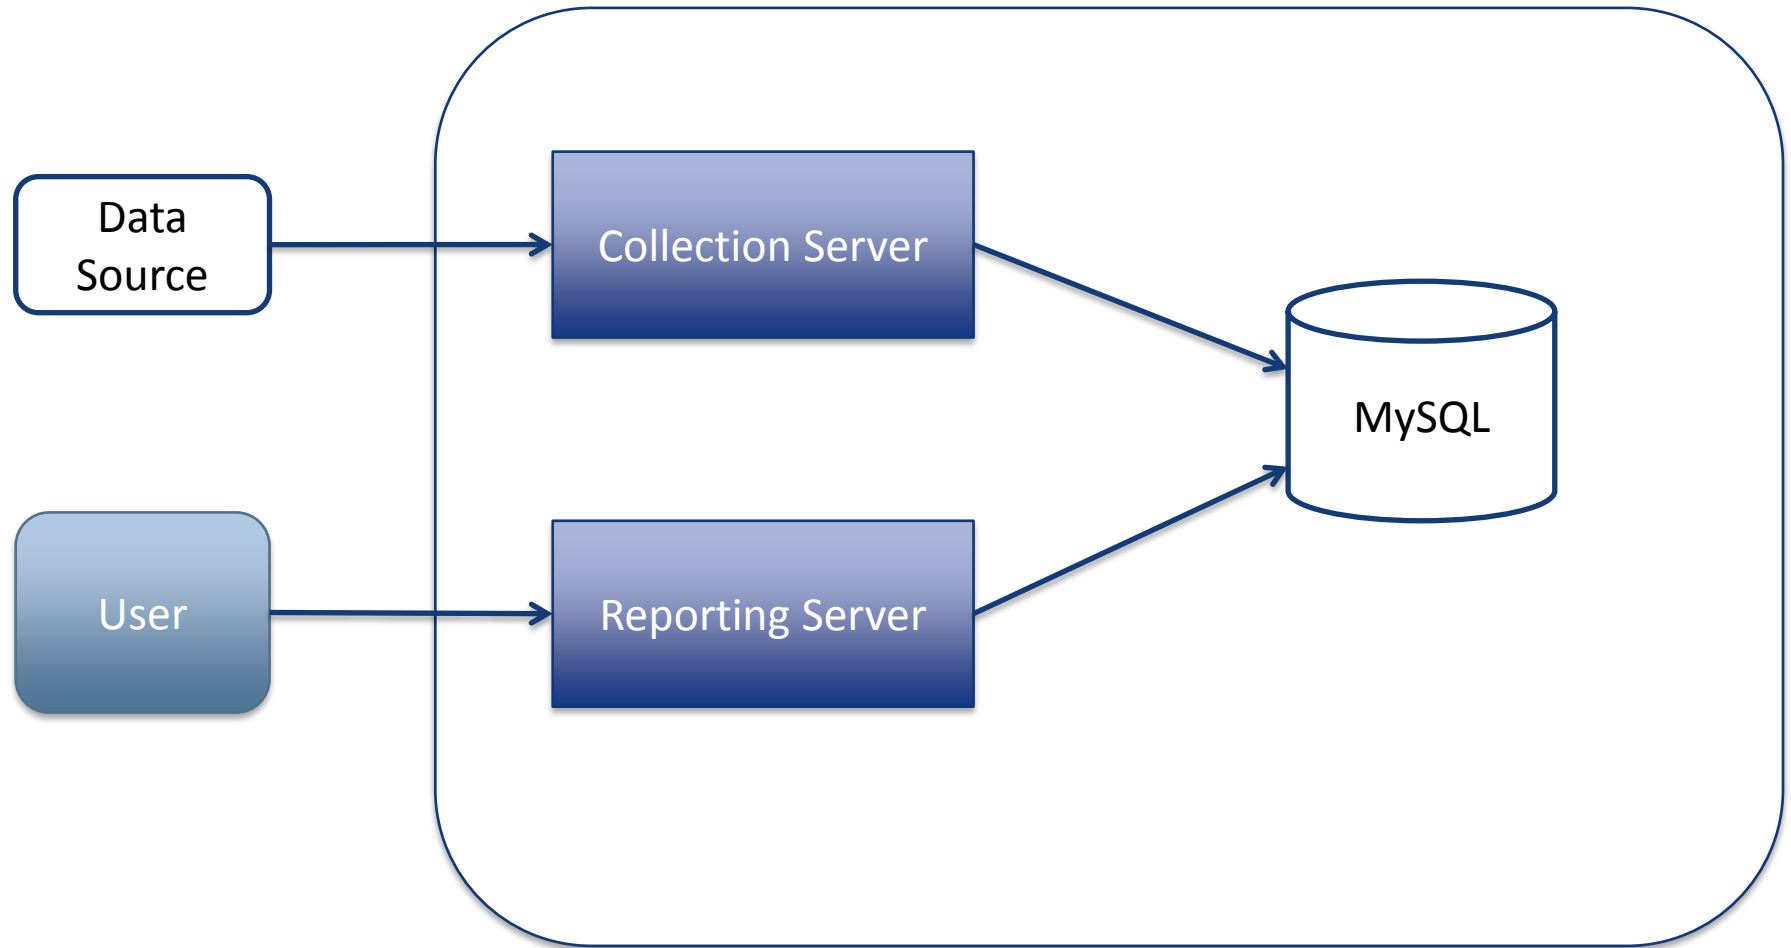 Data
Source
Collection Server
MySQL
User
Reporting Server